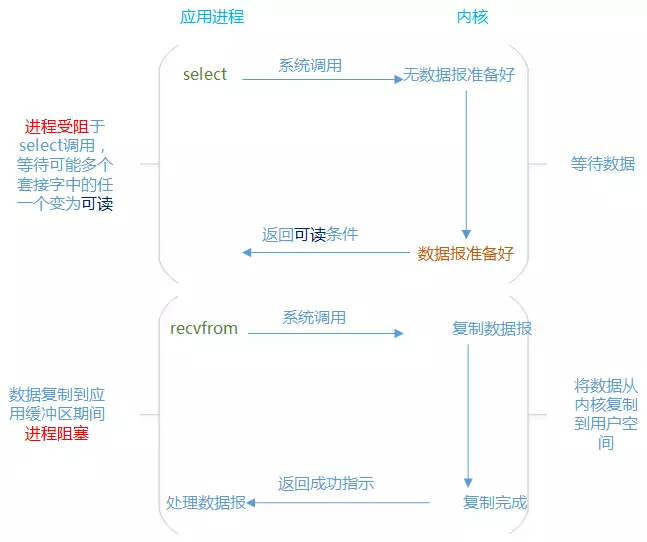 应用进程
内核
select
系统调用
无数据报准备好
进程受阻于
select调用，
等待可能多个
套接字中的任
一个变为可读
等待数据
返回可读条件
数据报准备好
recvfrom
系统调用
复制数据报
数据复制到应
用缓冲区期间
进程阻塞
将数据从
内核复制
到用户空
间
返回成功指示
处理数据报
复制完成